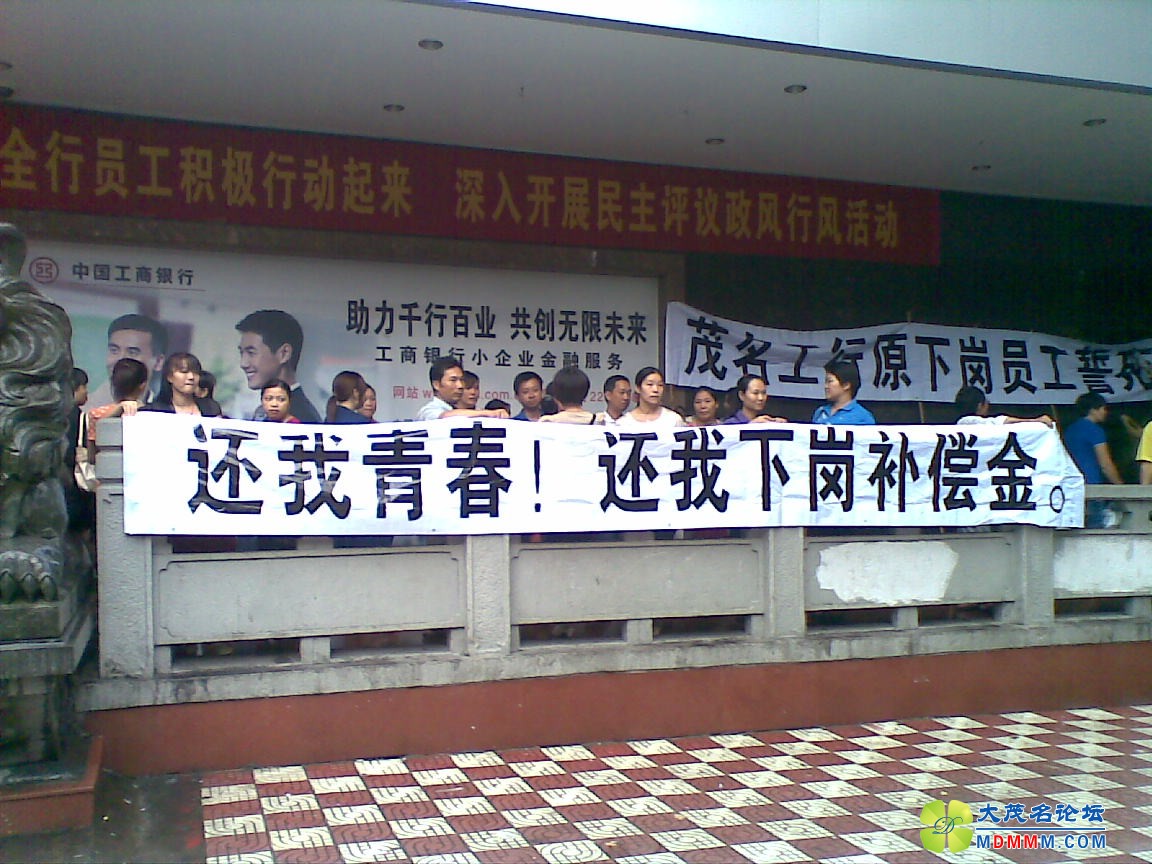 全行员工积极行动起来 深入开展民主评议政风行风活动
中国工商银行
助力千行百业 共创无限未来
工商银行小企业金融服务
网站
茂名工行原下岗员工誓死
还我青春！还我下岗补偿金。
大茂名论坛
MDMMM.COM